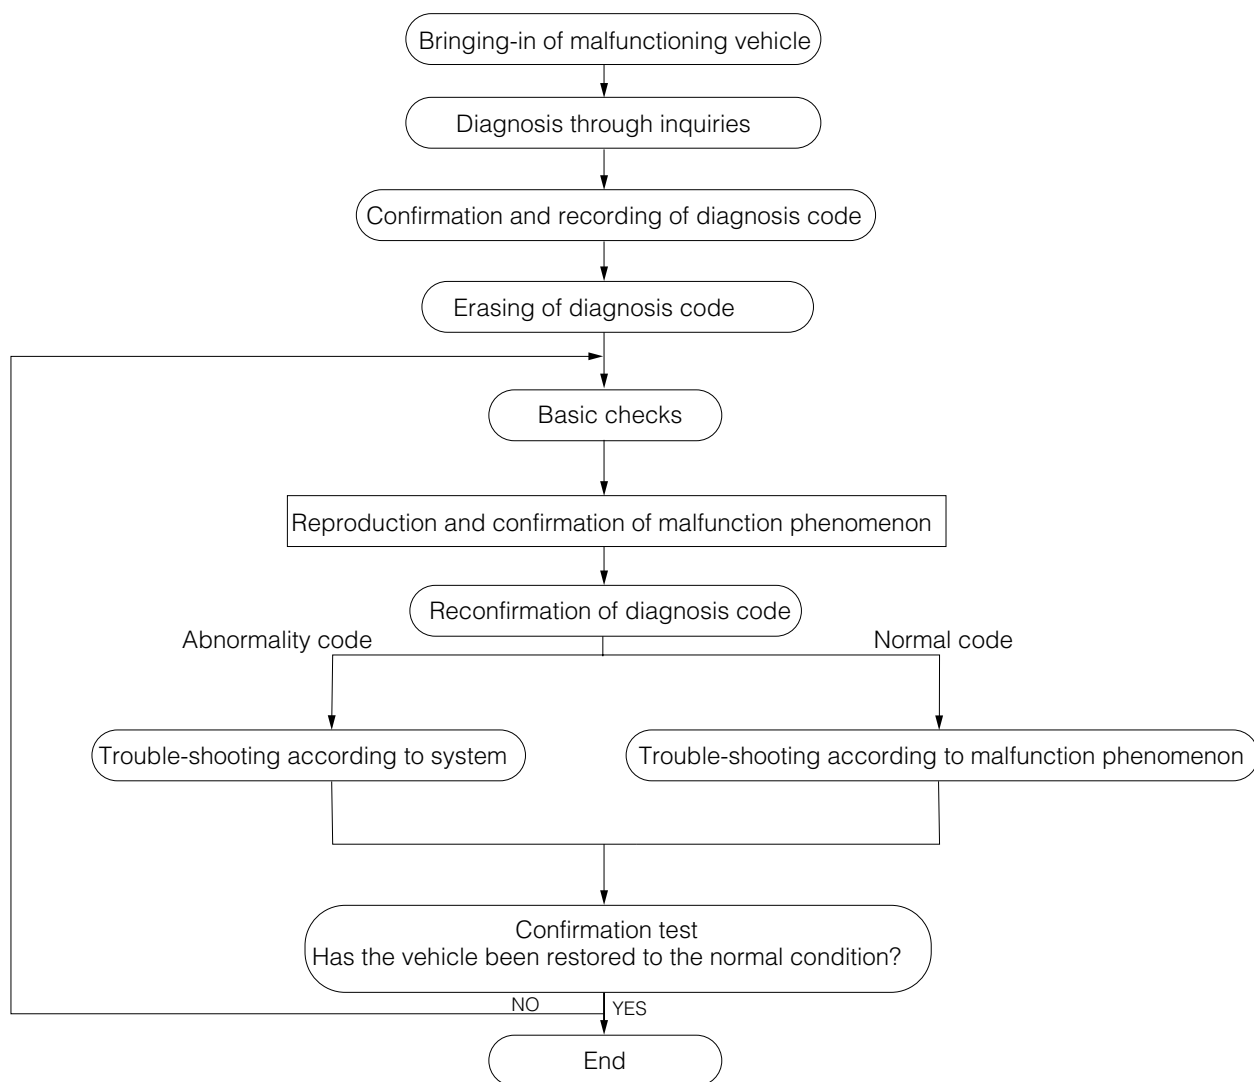 Bringing-in of malfunctioning vehicle
Diagnosis through inquiries
Confirmation and recording of diagnosis code
Erasing of diagnosis code
Basic checks
Reproduction and confirmation of malfunction phenomenon
Reconfirmation of diagnosis code
Abnormality code
Normal code
Trouble-shooting according to system
Trouble-shooting according to malfunction phenomenon
Confirmation test
Has the vehicle been restored to the normal condition?
NO
YES
End